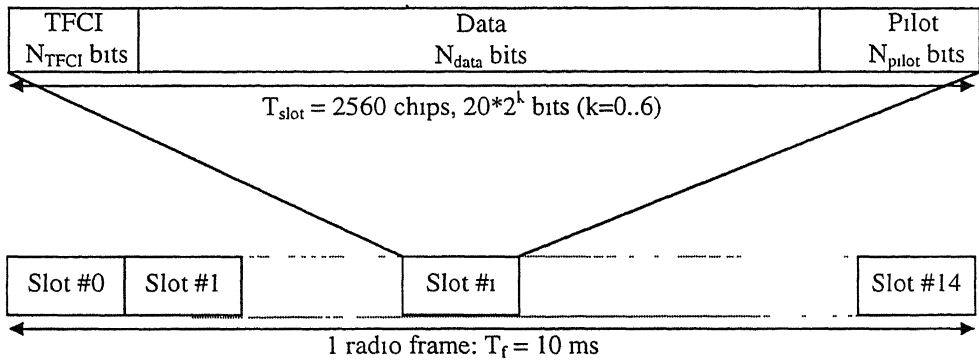 TFCI
N_TFCI bits
Data
N_data bits
Pilot
N_pilot bits
T_slot = 2560 chips, 20*2^k bits (k=0..6)
Slot #0 Slot #1 Slot #i Slot #14
1 radio frame: T_f = 10 ms